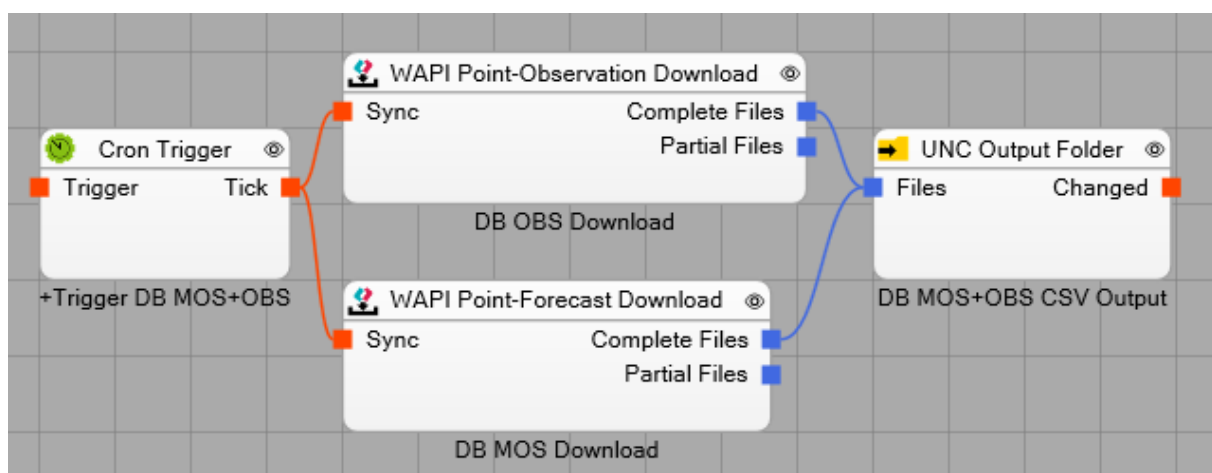 Cron Trigger
Trigger Tick
+Trigger DB MOS+OBS
WAPI Point-Observation Download
Sync Complete Files
Partial Files
DB OBS Download
WAPI Point-Forecast Download
Sync Complete Files
Partial Files
DB MOS Download
UNC Output Folder
Files Changed
DB MOS+OBS CSV Output